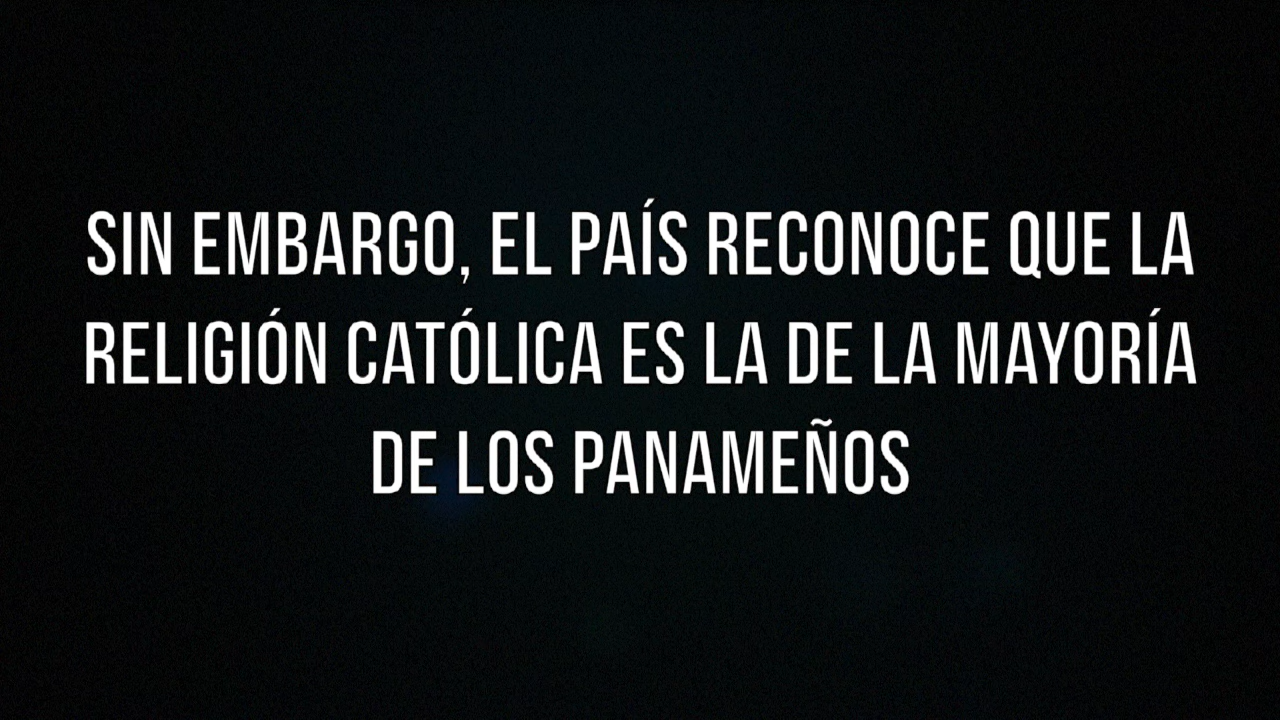 SIN EMBARGO, EL PAÍS RECONOCE QUE LA
RELIGIÓN CATÓLICA ES LA DE LA MAYORÍA
DE LOS PANAMEÑOS